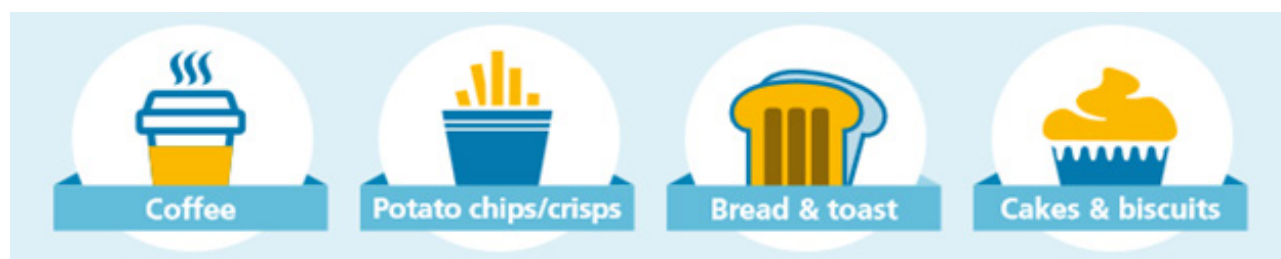 Coffee
Potato chips/crisps
Bread & toast
Cakes & biscuits